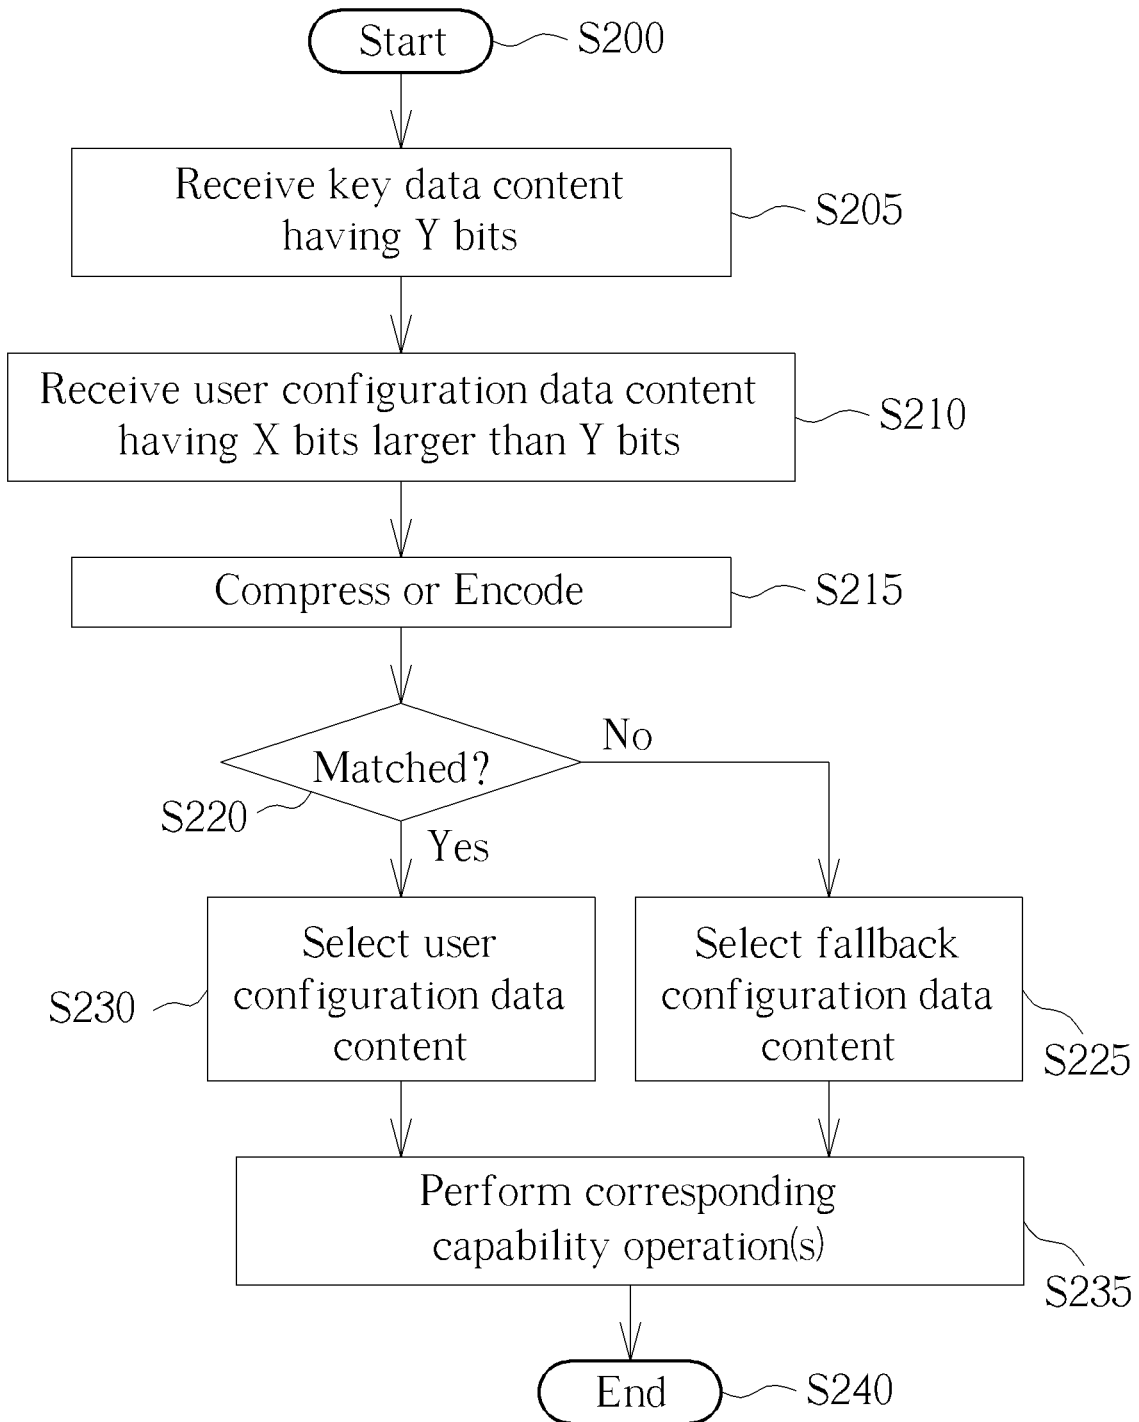 Start
S200
Receive key data content
having Y bits
S205
Receive user configuration data content
having X bits larger than Y bits
S210
Compress or Encode
S215
Matched?
No
S220
Yes
Select user
configuration data
content
S230
Select fallback
configuration data
content
S225
Perform corresponding
capability operation(s)
S235
End
S240